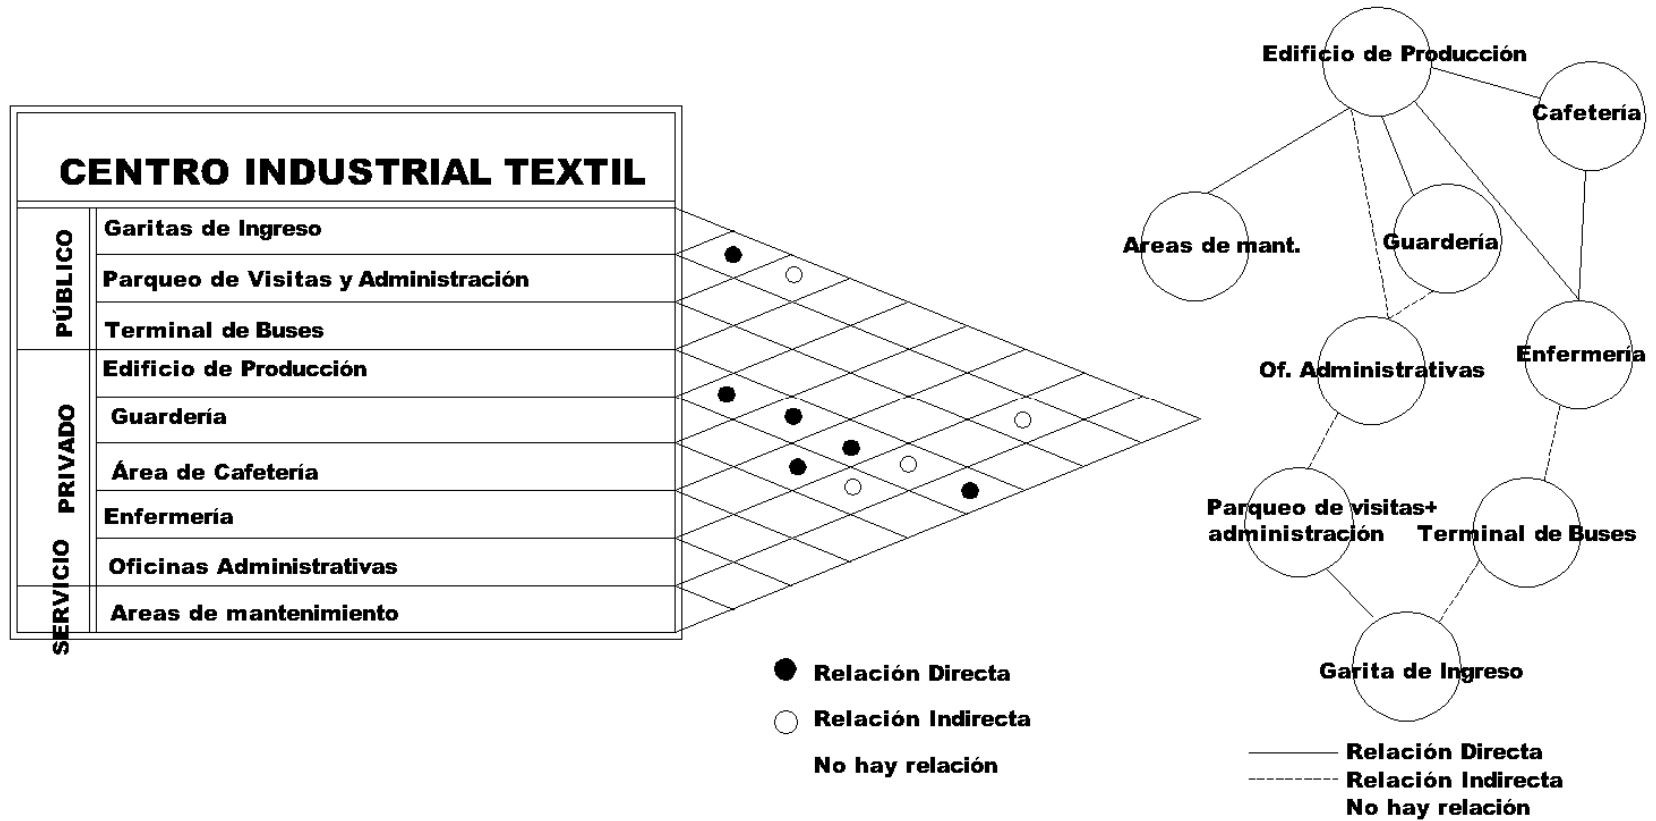 CENTRO INDUSTRIAL TEXTIL
PÚBLICO
Garitas de Ingreso
Parqueo de Visitas y Administración
Terminal de Buses
PRIVADO
Edificio de Producción
Guardería
Área de Cafetería
Enfermería
Oficinas Administrativas
SERVICIO
Areas de mantenimiento
Relación Directa
Relación Indirecta
No hay relación
Edificio de Producción
Cafetería
Areas de mant.
Guardería
Of. Administrativas
Enfermería
Parqueo de visitas+
administración
Terminal de Buses
Garita de Ingreso
Relación Directa
Relación Indirecta
No hay relación